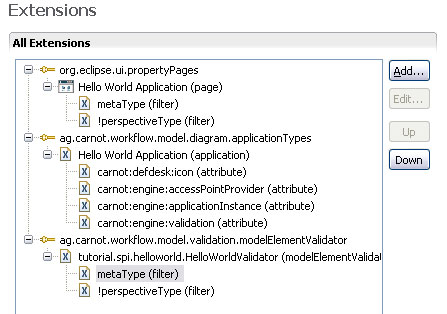 Extensions
All Extensions
org.eclipse.ui.propertyPages
Hello World Application (page)
metaType (filter)
!perspectiveType (filter)
ag.carnot.workflow.model.diagram.applicationTypes
Hello World Application (application)
carnot:defdesk:icon (attribute)
carnot:engine:accessPointProvider (attribute)
carnot:engine:applicationInstance (attribute)
carnot:engine:validation (attribute)
ag.carnot.workflow.model.validation.modelElementValidator
tutorial.spi.helloworld.HelloWorldValidator (modelElementValidat
metaType (filter)
!perspectiveType (filter)
Add...
Edit...
Up
Down